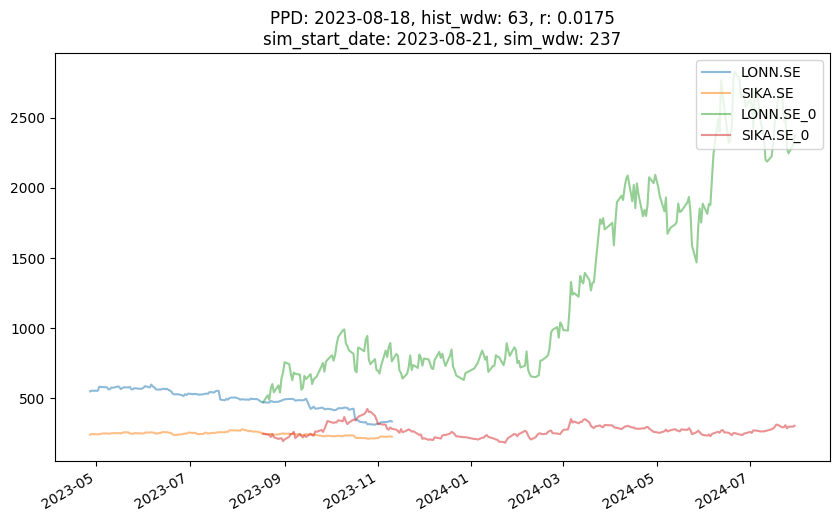 PPD: 2023-08-18, hist_wdw: 63, r: 0.0175
sim_start_date: 2023-08-21, sim_wdw: 237
LONN.SE
SIKA.SE
LONN.SE_0
SIKA.SE_0
2500
2000
1500
1000
500
2023-05
2023-07
2023-09
2023-11
2024-01
2024-03
2024-05
2024-07